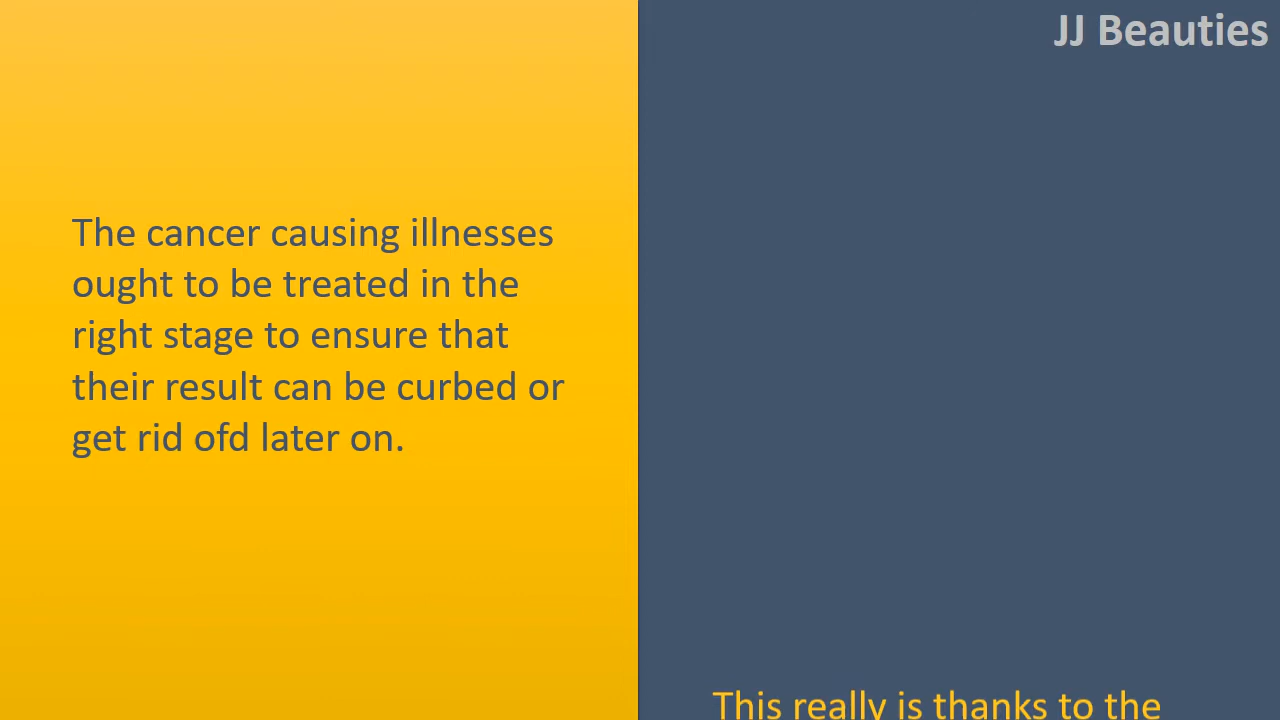 JJ Beauties
The cancer causing illnesses
ought to be treated in the
right stage to ensure that
their result can be curbed or
get rid ofd later on.
This really is thanks to the